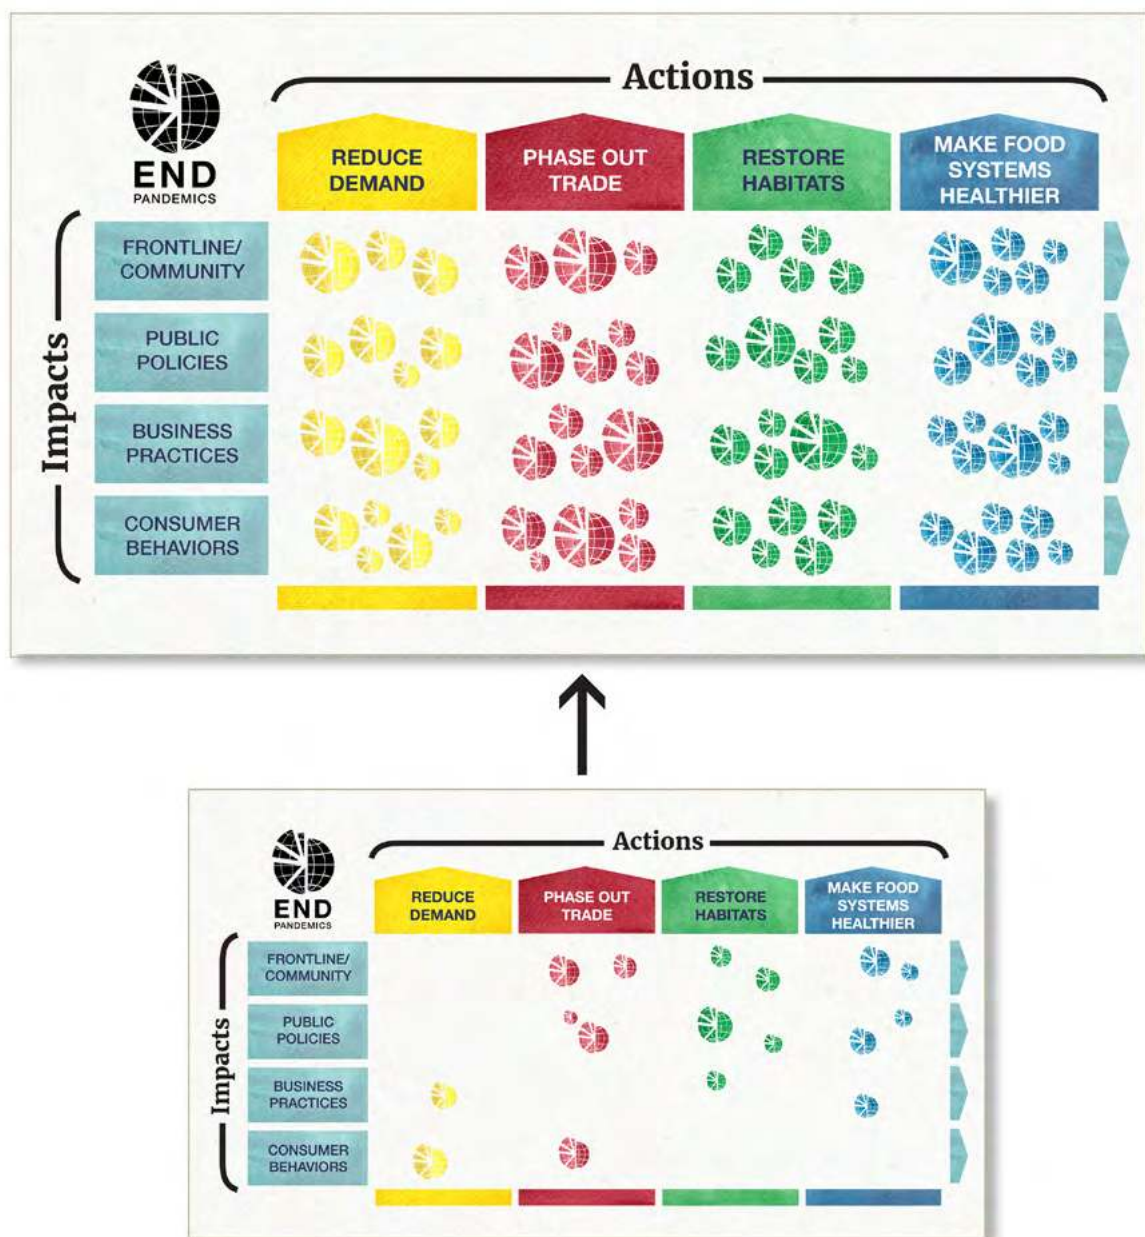 Actions
END
PANDEMICS
REDUCE
DEMAND
PHASE OUT
TRADE
RESTORE
HABITATS
MAKE FOOD
SYSTEMS
HEALTHIER
Impacts
FRONTLINE/
COMMUNITY
PUBLIC
POLICIES
BUSINESS
PRACTICES
CONSUMER
BEHAVIORS
Actions
END
PANDEMICS
REDUCE
DEMAND
PHASE OUT
TRADE
RESTORE
HABITATS
MAKE FOOD
SYSTEMS
HEALTHIER
Impacts
FRONTLINE/
COMMUNITY
PUBLIC
POLICIES
BUSINESS
PRACTICES
CONSUMER
BEHAVIORS